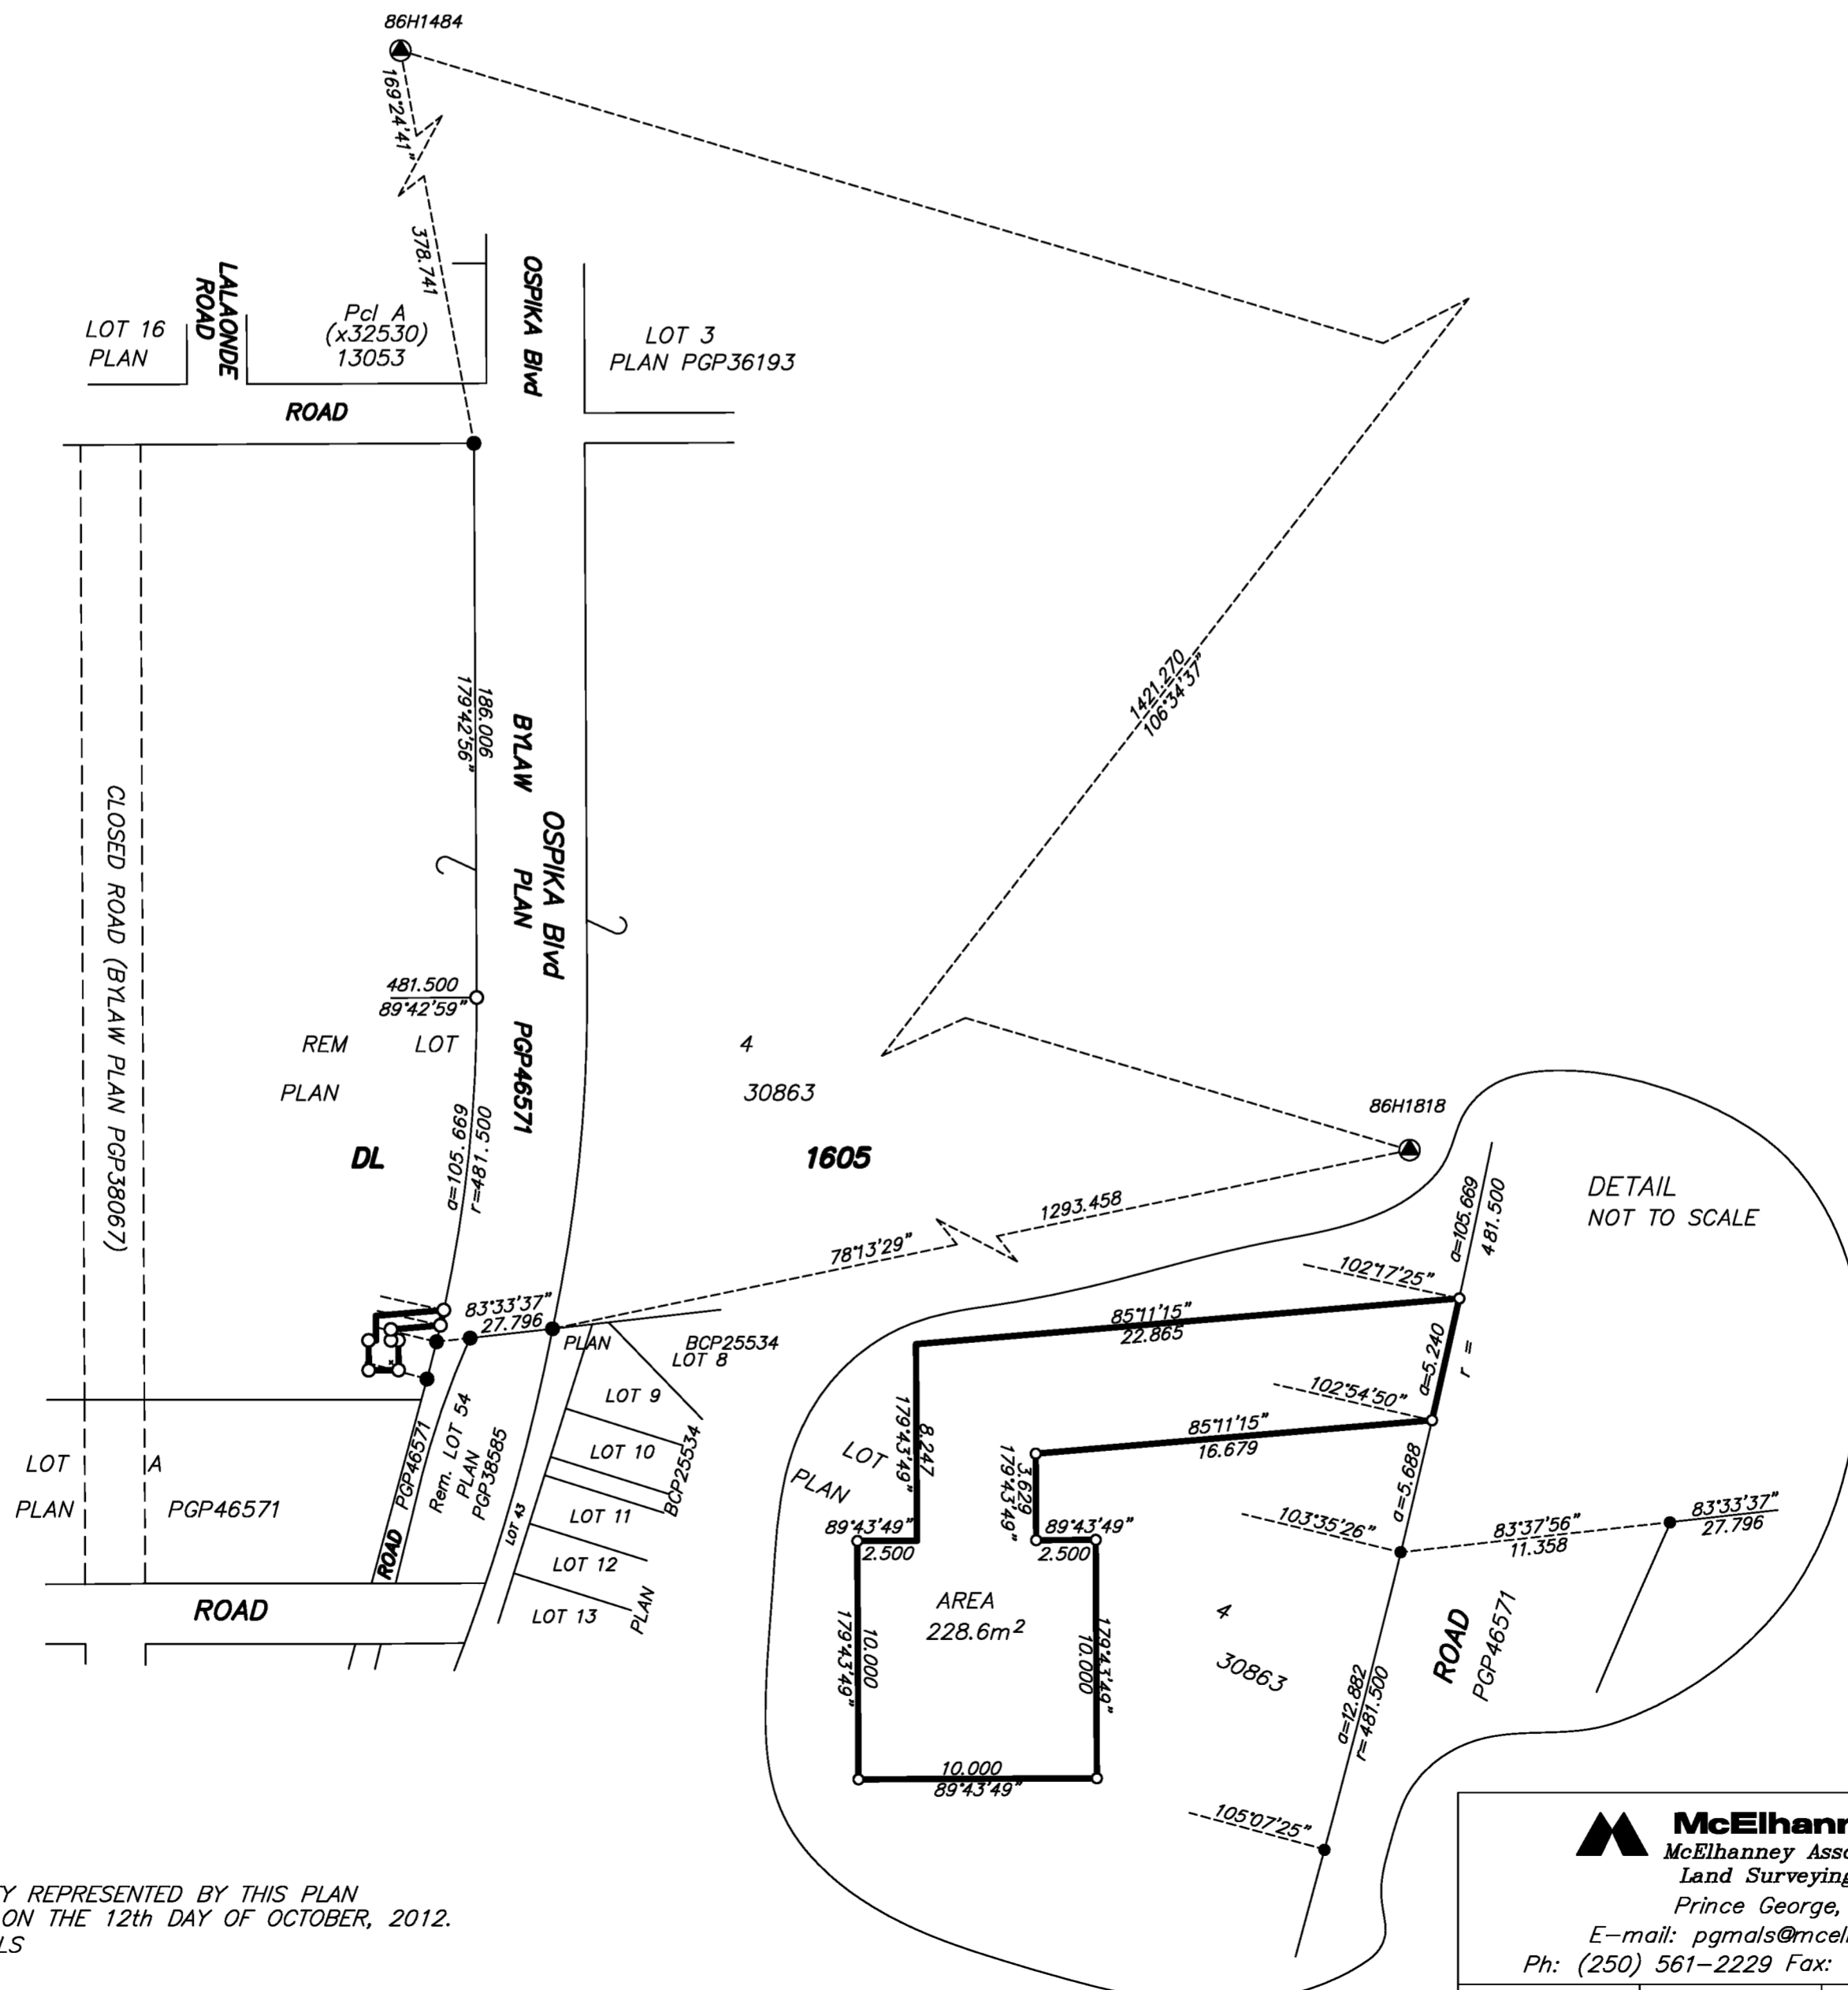 86H1484
169°24'41"
378.741
LALAONDE
ROAD
OSPIKA Blvd
LOT 16
PLAN
Pcl A
(x32530)
13053
LOT 3
PLAN PGP36193
ROAD
186.006
179°42'56"
BYLAW PLAN PGP46571
OSPIKA Blvd
1421.270
106°34'37"
CLOSED ROAD (BYLAW PLAN PGP38067)
481.500
89°42'59"
REM LOT 4
PLAN 30863
a=105.669
r=481.500
DL 1605
86H1818
1293.458
78°13'29"
83°33'37"
27.796
PLAN BCP25534
LOT 8
LOT 9
LOT 10
BCP25534
LOT 11
LOT 12
LOT 13
PLAN
LOT 43
Rem. LOT 54
PLAN
PGP38585
ROAD PGP46571
LOT A
PLAN PGP46571
ROAD
DETAIL
NOT TO SCALE
a=105.669
481.500
r =
102°17'25"
85°11'15"
22.865
a=5.240
102°54'50"
85°11'15"
16.679
8.247
179°43'49"
3.629
179°43'49"
LOT
PLAN
89°43'49"
2.500
89°43'49"
2.500
a=5.688
103°35'26"
83°37'56"
11.358
83°33'37"
27.796
AREA
228.6m²
10.000
179°43'49"
179°43'49"
10.000
10.000
89°43'49"
4
30863
ROAD
PGP46571
a=12.882
r=481.500
105°07'25"
Y REPRESENTED BY THIS PLAN
ON THE 12th DAY OF OCTOBER, 2012.
LS
McElhann
McElhanney Asso
Land Surveying
Prince George,
E-mail: pgmals@mcel
Ph: (250) 561-2229 Fax: